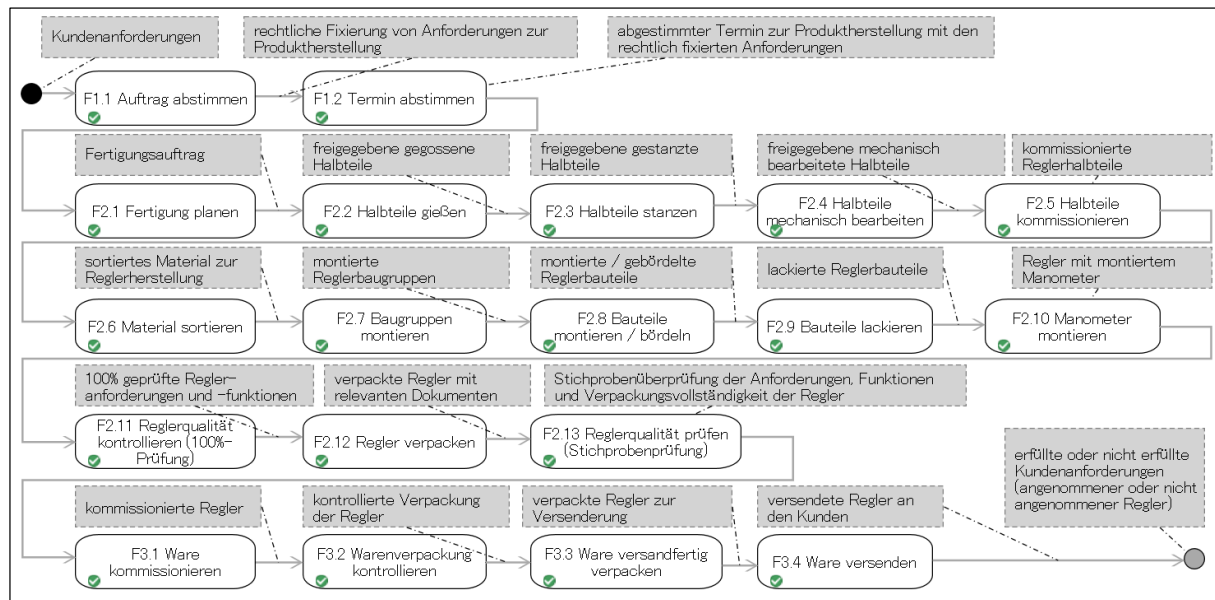 Kundenanforderungen
rechtliche Fixierung von Anforderungen zur
Produktherstellung
abgestimmter Termin zur Produktherstellung mit den
rechtlich fixierten Anforderungen
F1.1 Auftrag abstimmen
F1.2 Termin abstimmen
Fertigungsauftrag
freigegebene gegossene
Halbteile
freigegebene gestanzte
Halbteile
freigegebene mechanisch
bearbeitete Halbteile
kommissionierte
Reglerhalbteile
F2.1 Fertigung planen
F2.2 Halbteile gießen
F2.3 Halbteile stanzen
F2.4 Halbteile
mechanisch bearbeiten
F2.5 Halbteile
kommissionieren
sortiertes Material zur
Reglerherstellung
montierte
Reglerbaugruppen
montierte / gebördelte
Reglerbauteile
lackierte Reglerbauteile
Regler mit montiertem
Manometer
F2.6 Material sortieren
F2.7 Baugruppen
montieren
F2.8 Bauteile
montieren / bördeln
F2.9 Bauteile lackieren
F2.10 Manometer
montieren
100% geprüfte Regler-
anforderungen und -funktionen
verpackte Regler mit
relevanten Dokumenten
Stichprobenüberprüfung der Anforderungen, Funktionen
und Verpackungsvollständigkeit der Regler
F2.11 Reglerqualität
kontrollieren (100%-
Prüfung)
F2.12 Regler verpacken
F2.13 Reglerqualität prüfen
(Stichprobenprüfung)
erfüllte oder nicht erfüllte
Kundenanforderungen
(angenommener oder nicht
angenommener Regler)
kommissionierte Regler
kontrollierte Verpackung
der Regler
verpackte Regler zur
Versenderung
versendete Regler an
den Kunden
F3.1 Ware
kommissionieren
F3.2 Warenverpackung
kontrollieren
F3.3 Ware versandfertig
verpacken
F3.4 Ware versenden